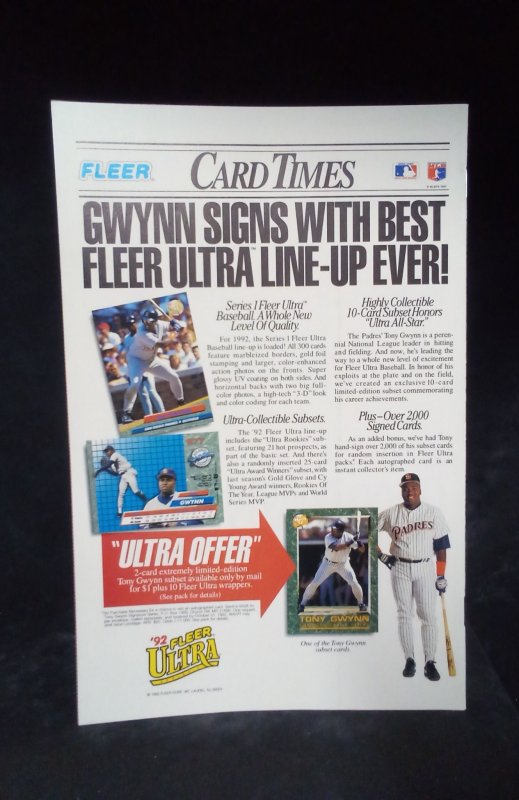 FLEER
CARD TIMES
GWYNN SIGNS WITH BEST
FLEER ULTRA™ LINE-UP EVER!
Series I Fleer Ultra™
Baseball. A Whole New
Level Of Quality.
For 1992, the Series I Fleer Ultra
Baseball line-up is loaded! All 300 cards
feature marbleized borders, gold foil
stamping and larger, color-enhanced
action photos on the fronts. Super
glossy UV coating on both sides. And
horizontal backs with two big full-
color photos, a high-tech "3-D" look
and color coding for each team.
Ultra-Collectible Subsets.
The '92 Fleer Ultra line-up
includes the "Ultra Rookies" sub-
set, featuring 21 hot prospects, as
part of the basic set. And there's
also a randomly inserted 25-card
"Ultra Award Winners" subset, with
last season's Gold Glove and Cy
Young Award winners, Rookies Of
The Year, League MVPs and World
Series MVP.
Highly Collectible
10-Card Subset Honors
"Ultra All-Star."
The Padres' Tony Gwynn is a peren-
nial National League leader in hitting
and fielding. And now, he's leading the
way to a whole new level of excitement
for Fleer Ultra Baseball. In honor of his
exploits at the plate and on the field,
we've created an exclusive 10-card
limited-edition subset commemorating
his career achievements.
Plus–Over 2,000
Signed Cards.
As an added bonus, we've had Tony
hand-sign over 2,000 of his subset cards
for random insertion in Fleer Ultra
packs.* Each autographed card is an
instant collector's item.
GWYNN
"ULTRA OFFER"
2-card extremely limited-edition
Tony Gwynn subset available only by mail
for $1 plus 10 Fleer Ultra wrappers.
(See pack for details)
PADRES
TONY GWYNN
One of the Tony Gwynn
subset cards.
'92 FLEER
ULTRA